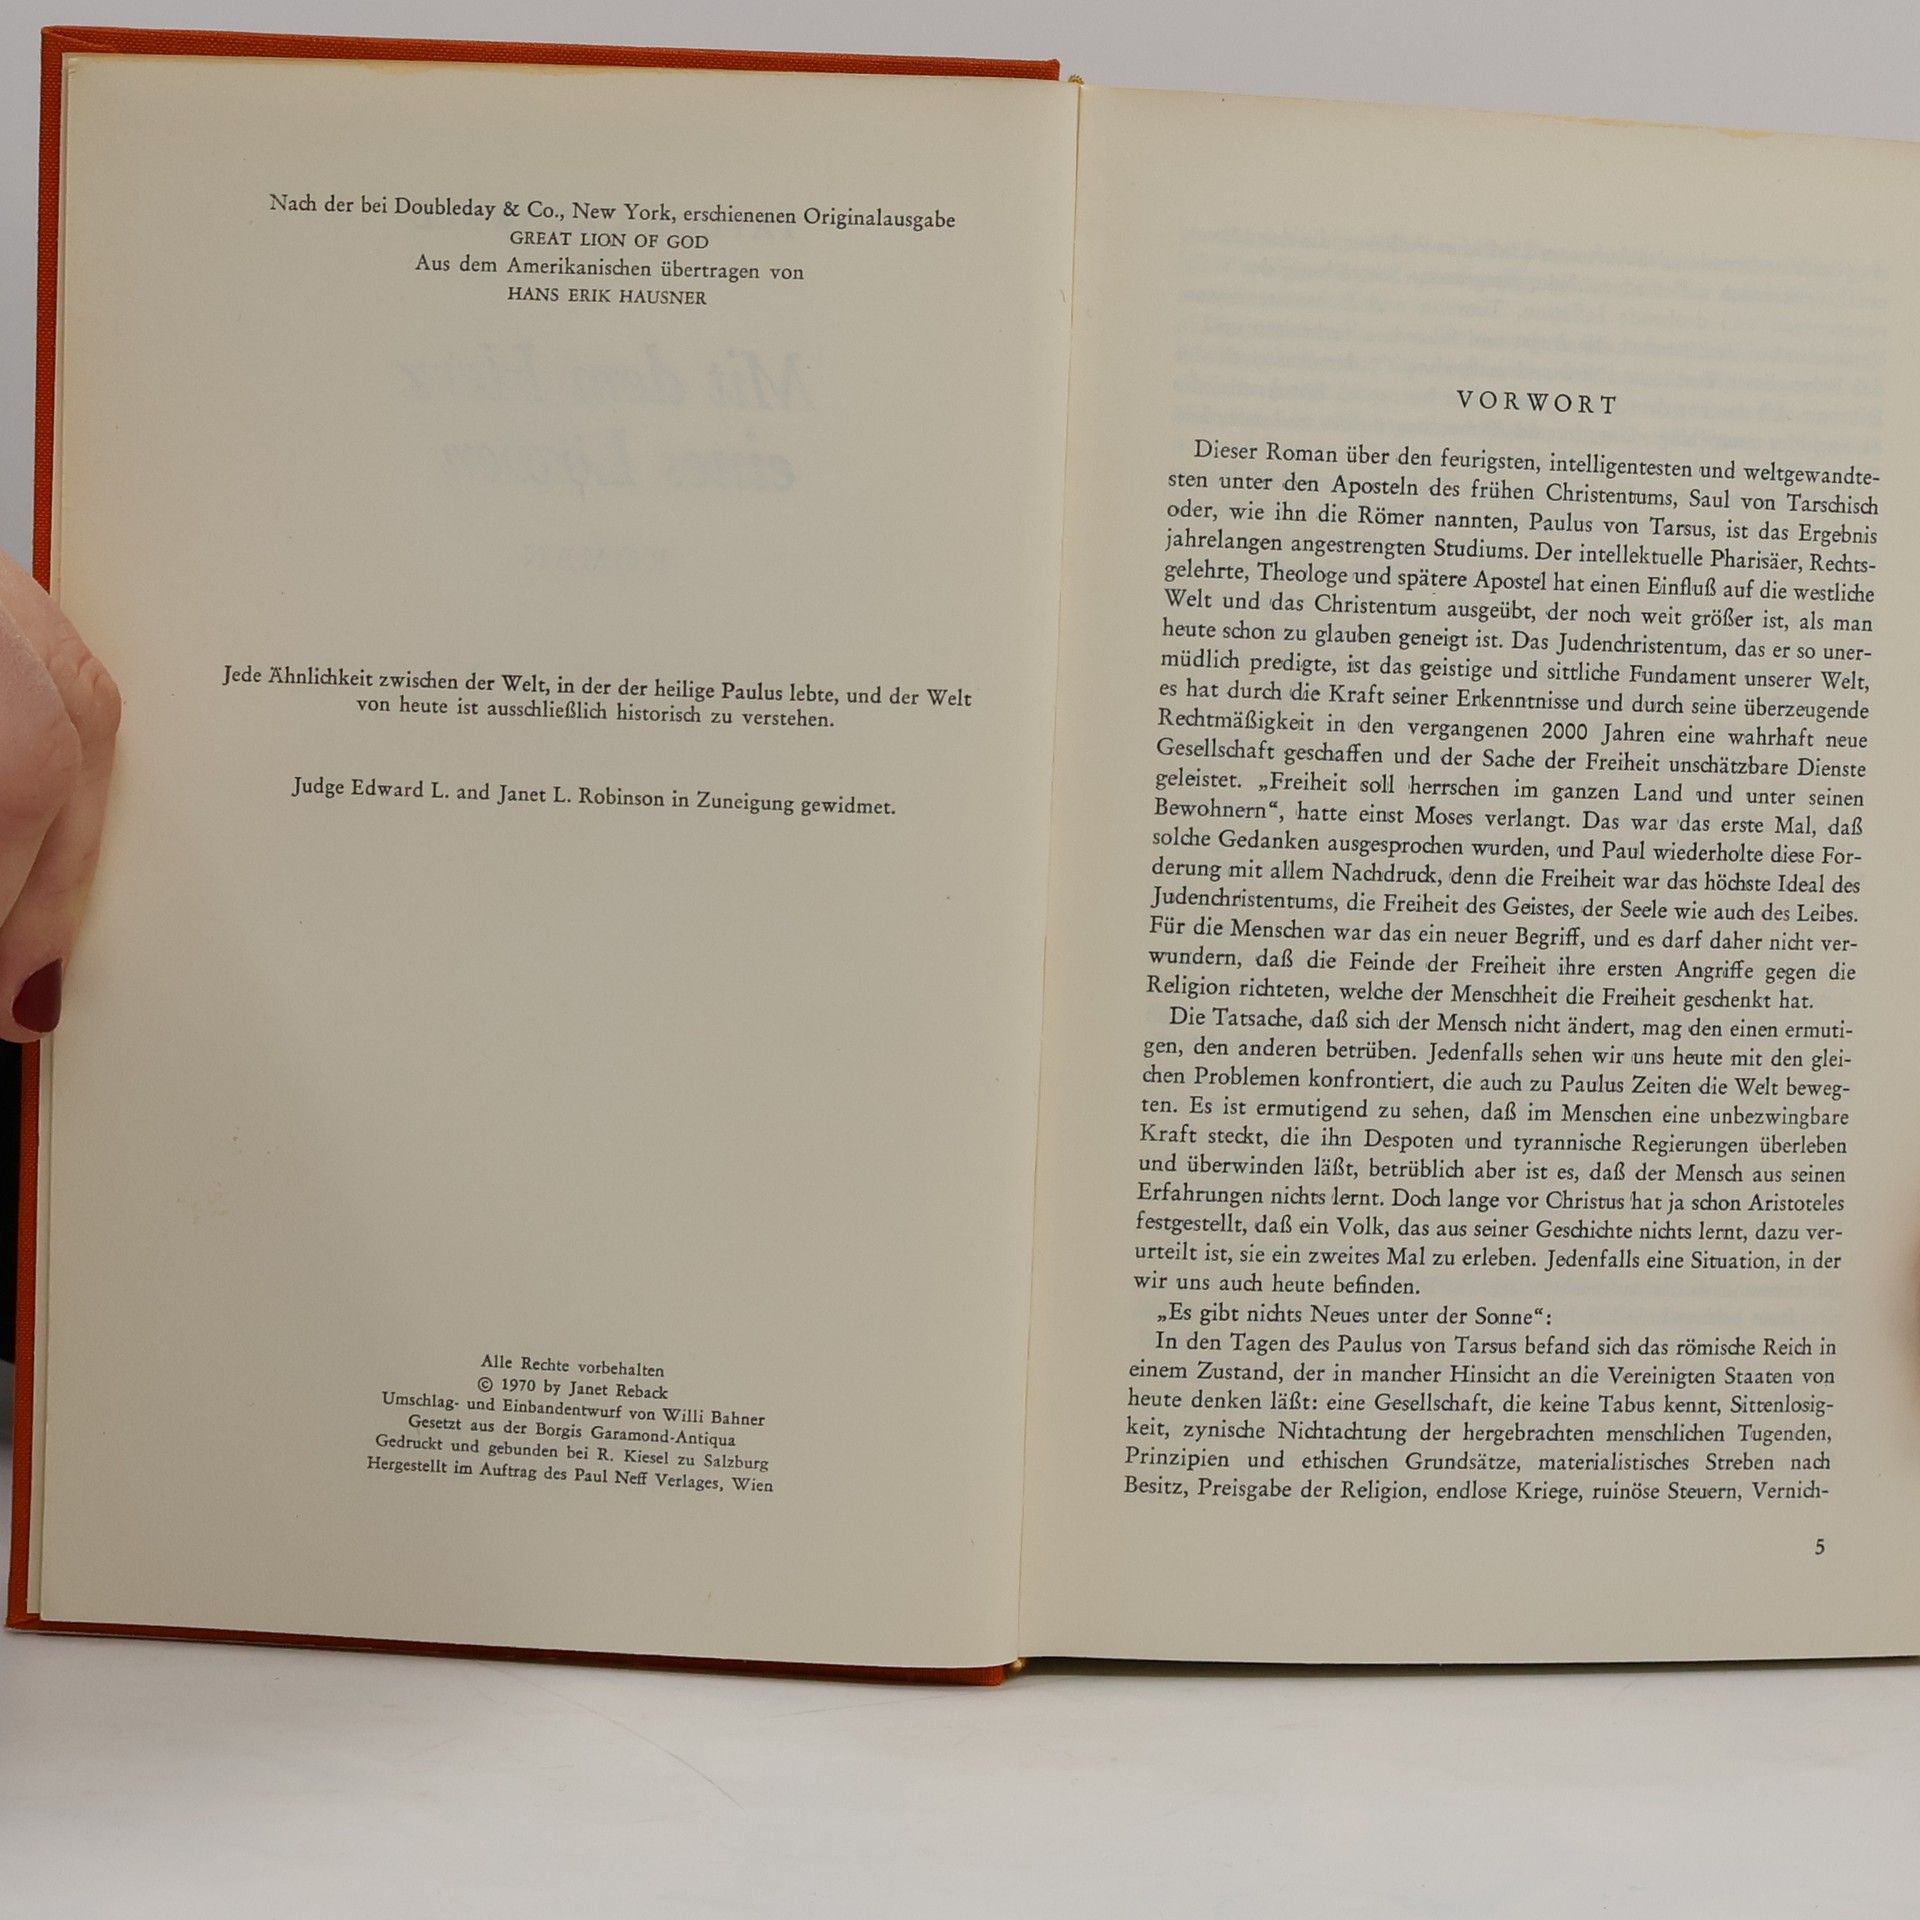 Nach der bei Doubleday & Co., New York, erschienenen Originalausgabe
GREAT LION OF GOD
Aus dem Amerikanischen übertragen von
HANS ERIK HAUSNER
Jede Ähnlichkeit zwischen der Welt, in der der heilige Paulus lebte, und der Welt
von heute ist ausschließlich historisch zu verstehen.
Judge Edward L. and Janet L. Robinson in Zuneigung gewidmet.
Alle Rechte vorbehalten
© 1970 by Janet Reback
Umschlag- und Einbandentwurf von Willi Bahner
Gesetzt aus der Borgis Garamond-Antiqua
Gedruckt und gebunden bei R. Kiesel zu Salzburg
Hergestellt im Auftrag des Paul Neff Verlages, Wien
VORWORT
Dieser Roman über den feurigsten, intelligentesten und weltgewandte-
sten unter den Aposteln des frühen Christentums, Saul von Tarschisch
oder, wie ihn die Römer nannten, Paulus von Tarsus, ist das Ergebnis
jahrelangen angestrengten Studiums. Der intellektuelle Pharisäer, Rechts-
gelehrte, Theologe und spätere Apostel hat einen Einfluß auf die westliche
Welt und das Christentum ausgeübt, der noch weit größer ist, als man
heute schon zu glauben geneigt ist. Das Judenchristentum, das er so uner-
müdlich predigte, ist das geistige und sittliche Fundament unserer Welt,
es hat durch die Kraft seiner Erkenntnisse und durch seine überzeugende
Rechtmäßigkeit in den vergangenen 2000 Jahren eine wahrhaft neue
Gesellschaft geschaffen und der Sache der Freiheit unschätzbare Dienste
geleistet. „Freiheit soll herrschen im ganzen Land und unter seinen
Bewohnern“, hatte einst Moses verlangt. Das war das erste Mal, daß
solche Gedanken ausgesprochen wurden, und Paul wiederholte diese For-
derung mit allem Nachdruck, denn die Freiheit war das höchste Ideal des
Judenchristentums, die Freiheit des Geistes, der Seele wie auch des Leibes.
Für die Menschen war das ein neuer Begriff, und es darf daher nicht ver-
wundern, daß die Feinde der Freiheit ihre ersten Angriffe gegen die
Religion richteten, welche der Menschheit die Freiheit geschenkt hat.
Die Tatsache, daß sich der Mensch nicht ändert, mag den einen ermuti-
gen, den anderen betrüben. Jedenfalls sehen wir uns heute mit den glei-
chen Problemen konfrontiert, die auch zu Paulus Zeiten die Welt beweg-
ten. Es ist ermutigend zu sehen, daß im Menschen eine unbezwingbare
Kraft steckt, die ihn Despoten und tyrannische Regierungen überleben
und überwinden läßt, betrüblich aber ist es, daß der Mensch aus seinen
Erfahrungen nichts lernt. Doch lange vor Christus hat ja schon Aristoteles
festgestellt, daß ein Volk, das aus seiner Geschichte nichts lernt, dazu ver-
urteilt ist, sie ein zweites Mal zu erleben. Jedenfalls eine Situation, in der
wir uns auch heute befinden.
„Es gibt nichts Neues unter der Sonne“:
In den Tagen des Paulus von Tarsus befand sich das römische Reich in
einem Zustand, der in mancher Hinsicht an die Vereinigten Staaten von
heute denken läßt: eine Gesellschaft, die keine Tabus kennt, Sittenlosig-
keit, zynische Nichtachtung der hergebrachten menschlichen Tugenden,
Prinzipien und ethischen Grundsätze, materialistisches Streben nach
Besitz, Preisgabe der Religion, endlose Kriege, ruinöse Steuern, Vernich-
5